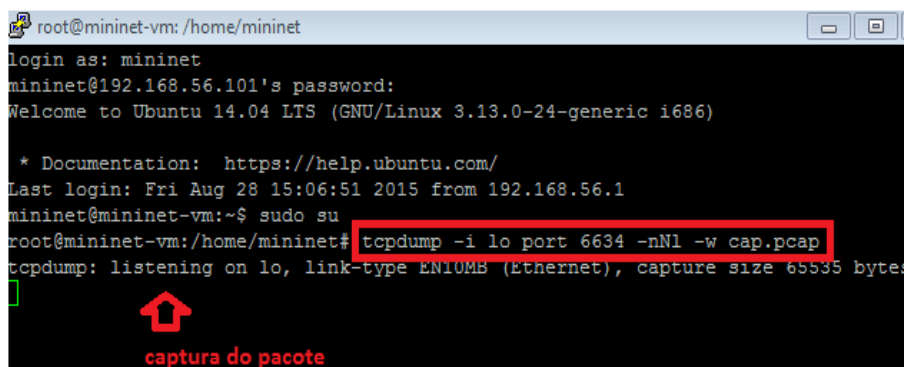 root@mininet-vm: /home/mininet
login as: mininet
mininet@192.168.56.101's password:
Welcome to Ubuntu 14.04 LTS (GNU/Linux 3.13.0-24-generic i686)
* Documentation:  https://help.ubuntu.com/
Last login: Fri Aug 28 15:06:51 2015 from 192.168.56.1
mininet@mininet-vm:~$ sudo su
root@mininet-vm:/home/mininet# tcpdump -i lo port 6634 -nNl -w cap.pcap
tcpdump: listening on lo, link-type EN10MB (Ethernet), capture size 65535 bytes
captura do pacote